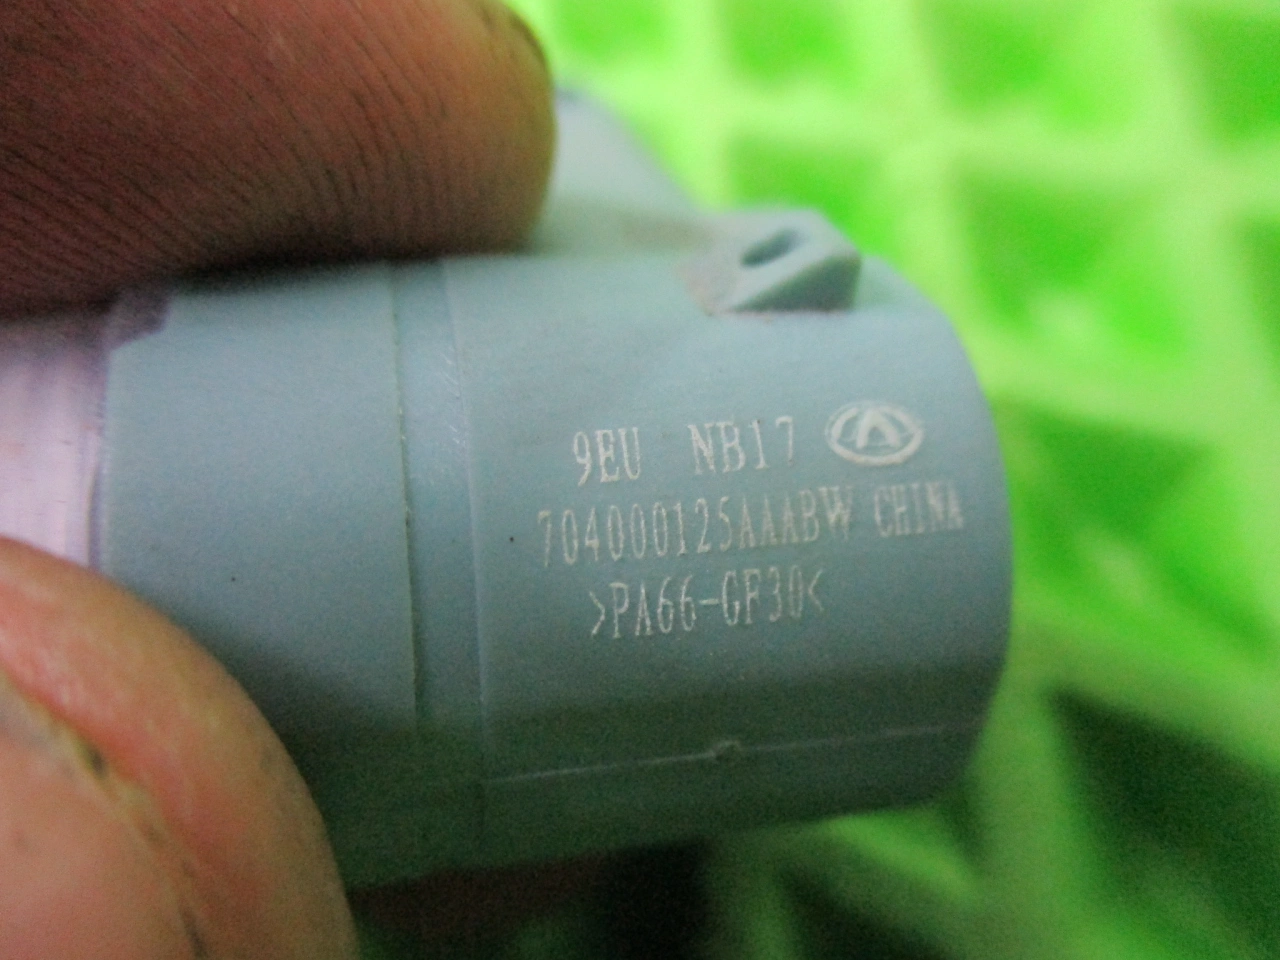 9EU NB17
704000125AAABW CHINA
>PA66-GF30<